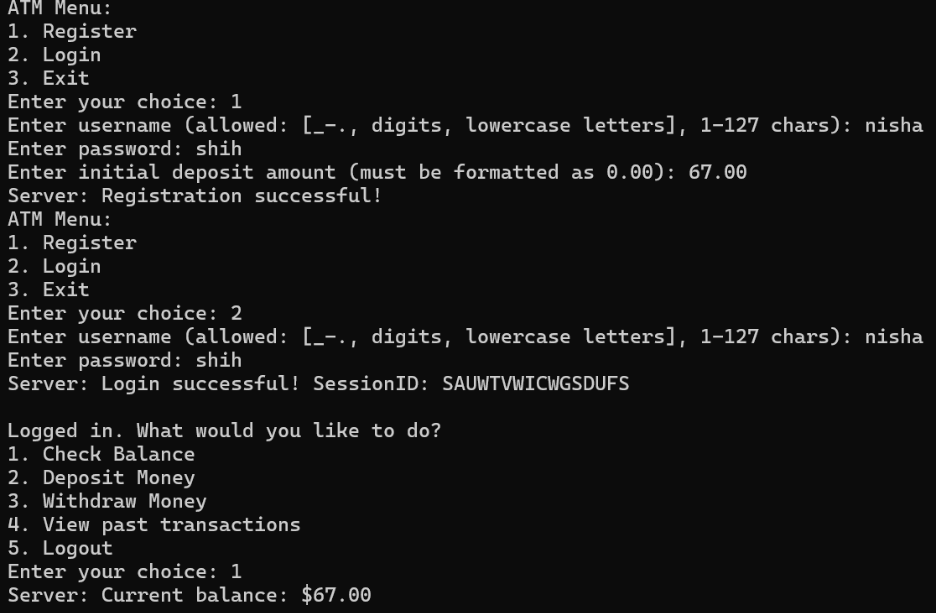 ATM Menu:
1. Register
2. Login
3. Exit
Enter your choice: 1
Enter username (allowed: [_-., digits, lowercase letters], 1-127 chars): nisha
Enter password: shih
Enter initial deposit amount (must be formatted as 0.00): 67.00
Server: Registration successful!
ATM Menu:
1. Register
2. Login
3. Exit
Enter your choice: 2
Enter username (allowed: [_-., digits, lowercase letters], 1-127 chars): nisha
Enter password: shih
Server: Login successful! SessionID: SAUWTVWICWGSDUFS
Logged in. What would you like to do?
1. Check Balance
2. Deposit Money
3. Withdraw Money
4. View past transactions
5. Logout
Enter your choice: 1
Server: Current balance: $67.00